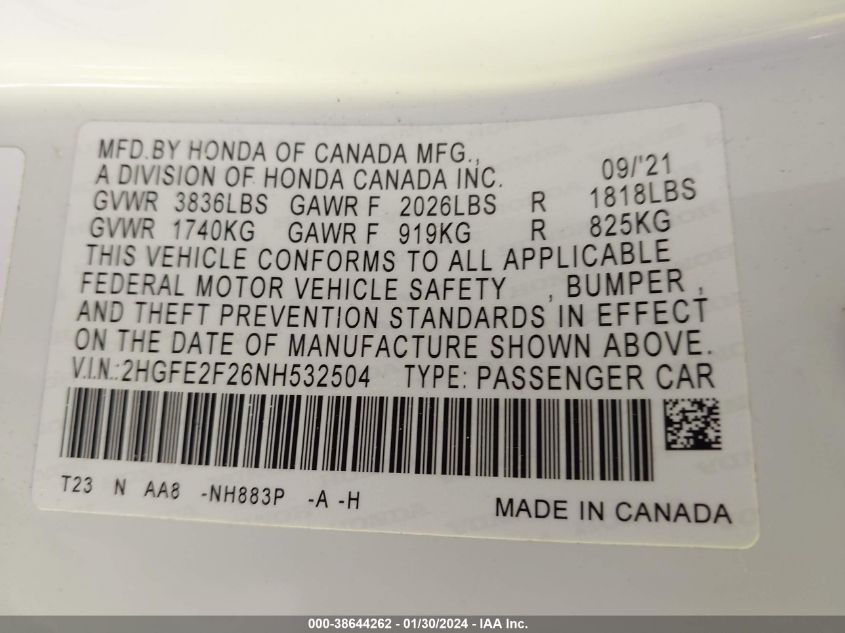 MFD.BY HONDA OF CANADA MFG.,
A DIVISION OF HONDA CANADA INC. 09/'21
GVWR 3836LBS GAWR F 2026LBS R 1818LBS
GVWR 1740KG GAWR F 919KG R 825KG
THIS VEHICLE CONFORMS TO ALL APPLICABLE
FEDERAL MOTOR VEHICLE SAFETY , BUMPER ,
AND THEFT PREVENTION STANDARDS IN EFFECT
ON THE DATE OF MANUFACTURE SHOWN ABOVE.
V.I.N.:2HGFE2F26NH532504 TYPE: PASSENGER CAR
T23 N AA8 -NH883P -A -H
MADE IN CANADA
000-38644262 - 01/30/2024 - IAA Inc.